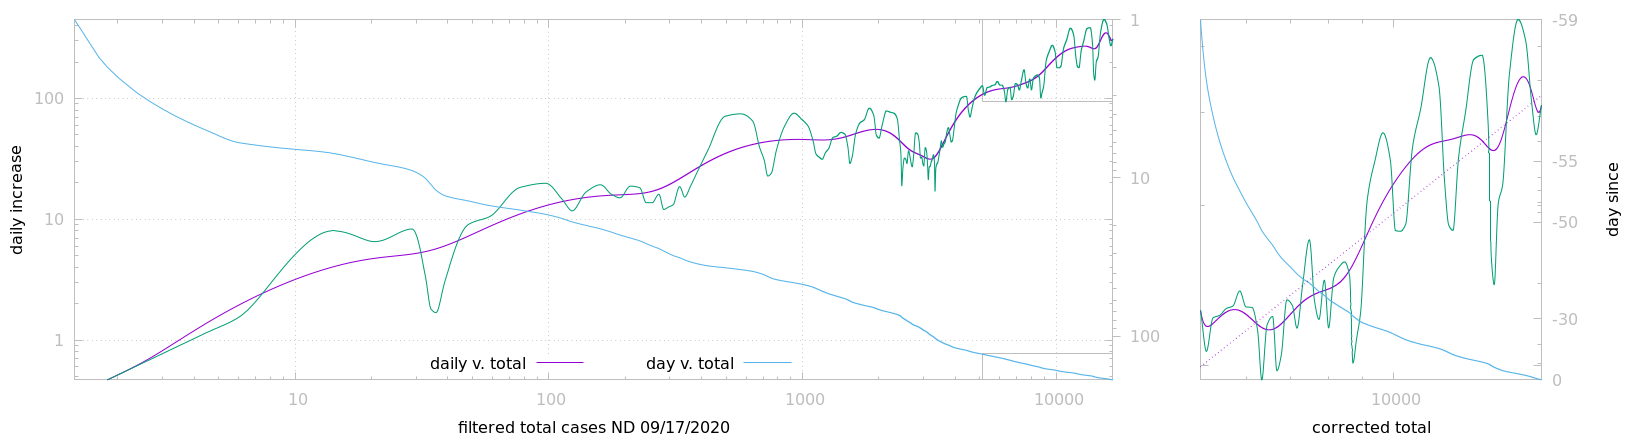 daily increase
100
10
1
10
100
1000
10000
1
10
100
daily v. total
day v. total
filtered total cases ND 09/17/2020
-59
-55
-50
-30
0
day since
10000
corrected total